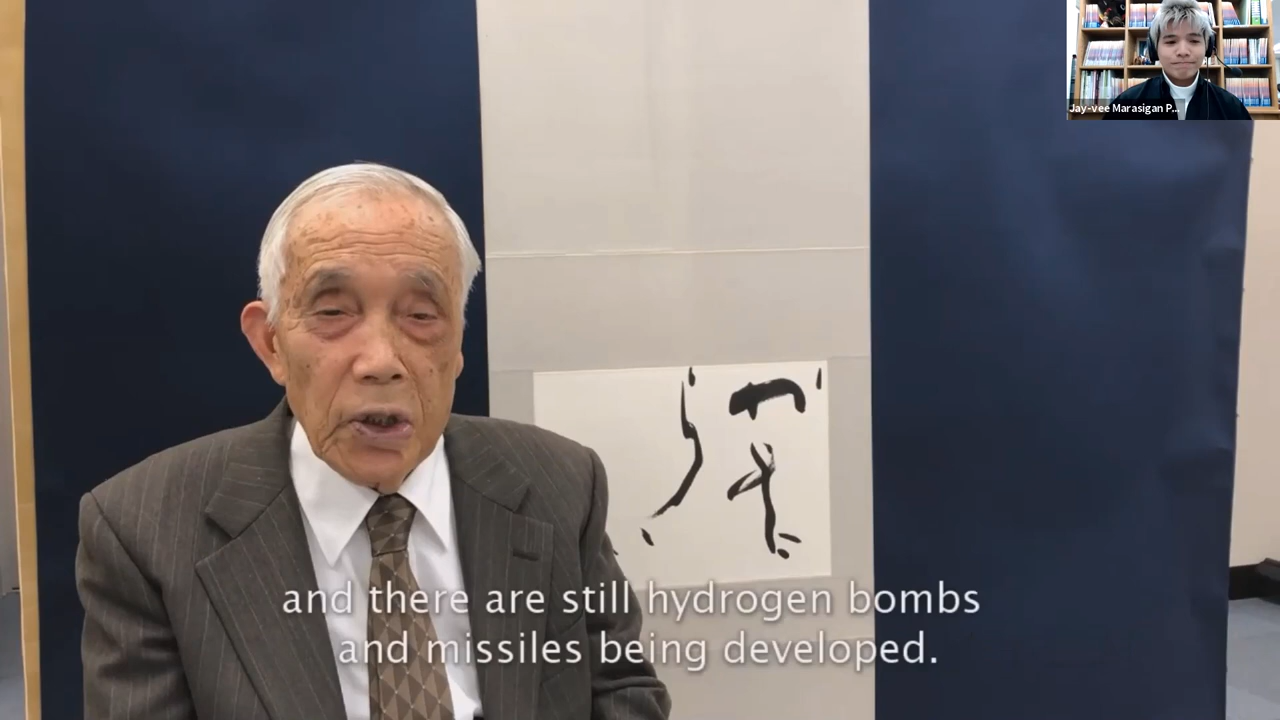 Jay-vee Marasigan P...
and there are still hydrogen bombs
and missiles being developed.